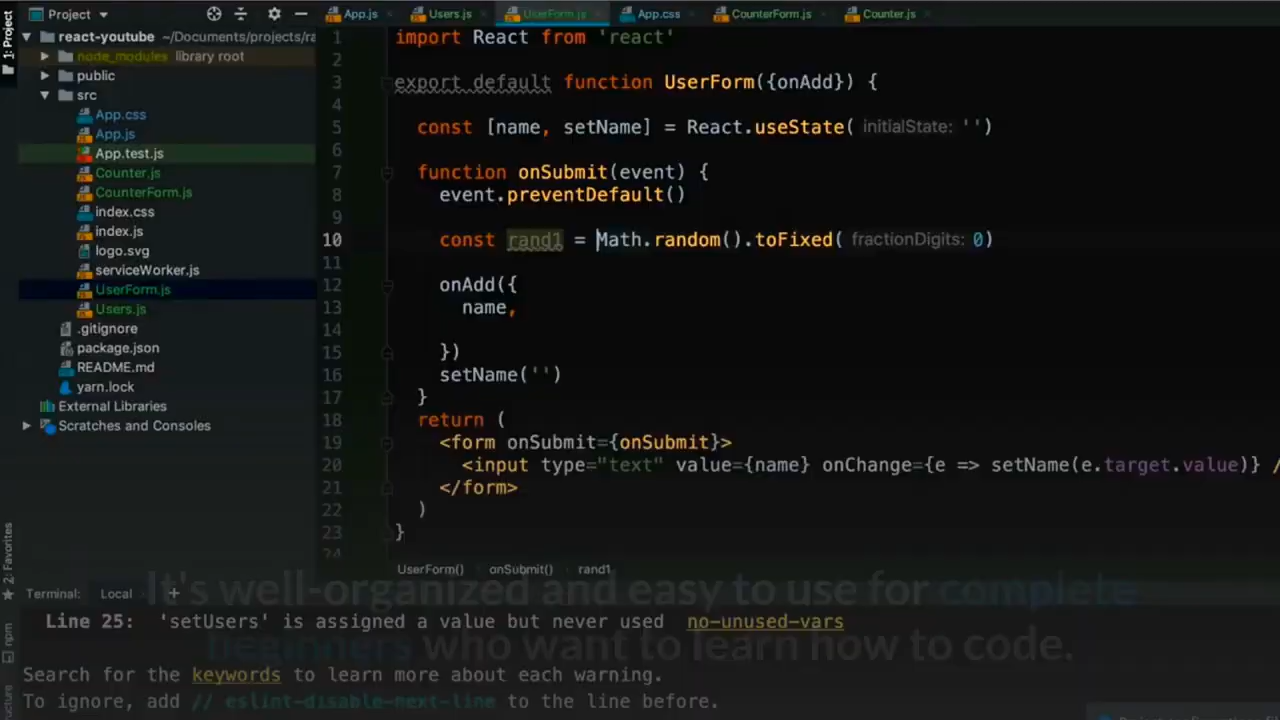 1: Project
Project
App.js
Users.js
UserForm.js
App.css
CounterForm.js
Counter.js
react-youtube ~/Documents/projects/ra
node_modules library root
public
src
App.css
App.js
App.test.js
Counter.js
CounterForm.js
index.css
index.js
logo.svg
serviceWorker.js
UserForm.js
Users.js
.gitignore
package.json
README.md
yarn.lock
External Libraries
Scratches and Consoles
1 import React from 'react'
2
3 export default function UserForm({onAdd}) {
4
5 const [name, setName] = React.useState( initialState: '')
6
7 function onSubmit(event) {
8 event.preventDefault()
9
10 const rand1 = Math.random().toFixed( fractionDigits: 0)
11
12 onAdd({
13 name,
14
15 })
16 setName('')
17 }
18 return (
19 <form onSubmit={onSubmit}>
20 <input type="text" value={name} onChange={e => setName(e.target.value)} /
21 </form>
22 )
23 }
24
UserForm() onSubmit() rand1
2: Favorites
npm
Terminal: Local +
It's well-organized and easy to use for complete
beginners who want to learn how to code.
Line 25: 'setUsers' is assigned a value but never used no-unused-vars
Search for the keywords to learn more about each warning.
To ignore, add // eslint-disable-next-line to the line before.